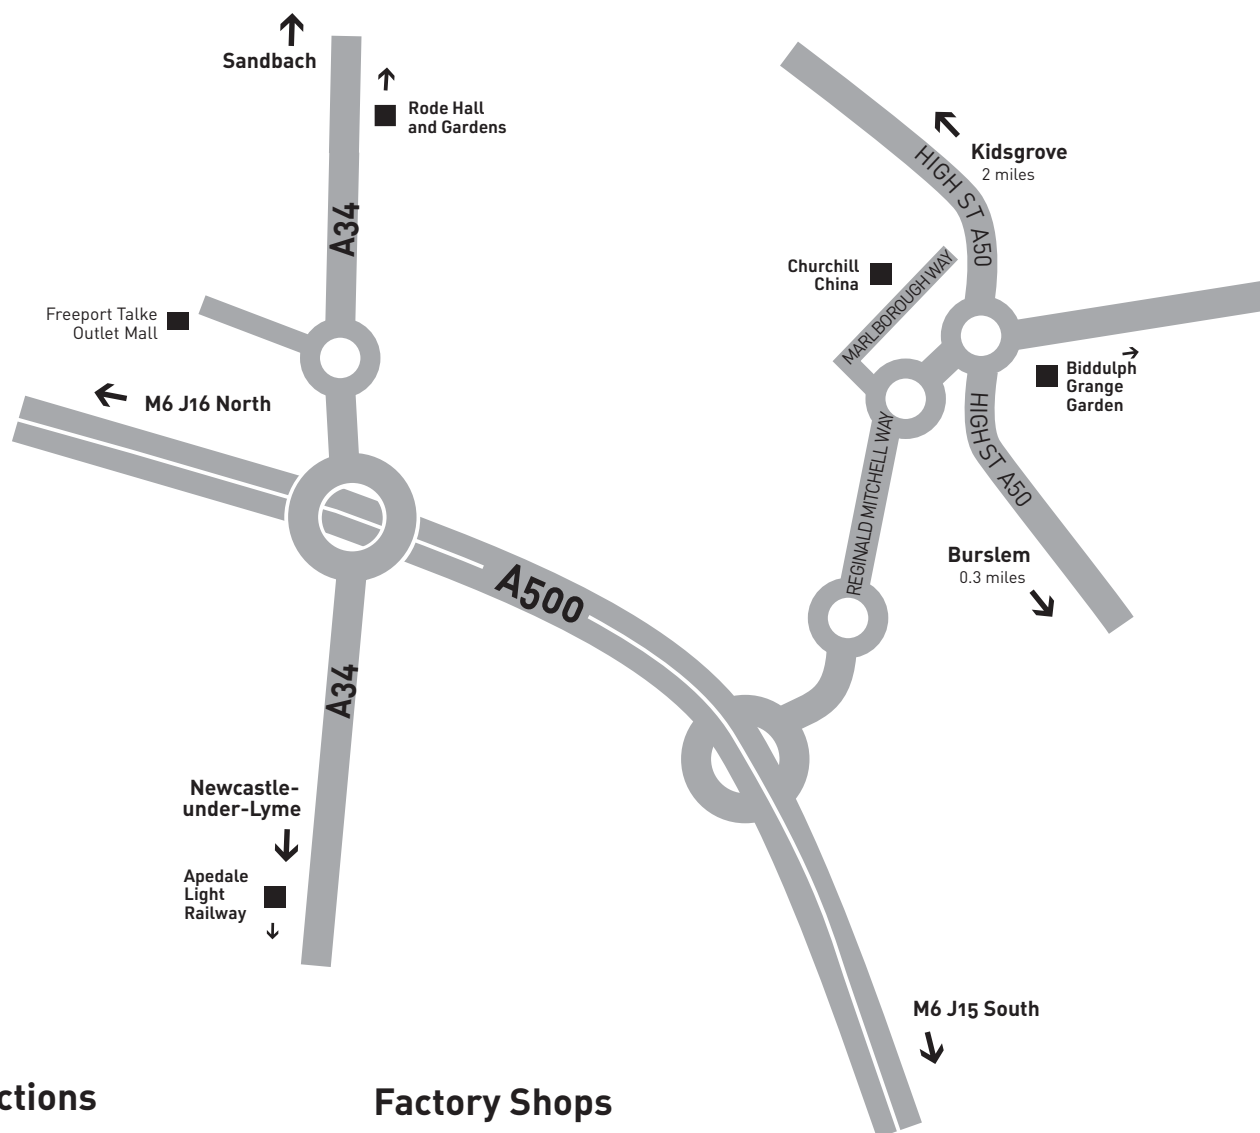 Sandbach
Rode Hall
and Gardens
A34
Freeport Talke
Outlet Mall
M6 J16 North
A500
A34
Newcastle-
under-Lyme
Apedale
Light
Railway
HIGH ST A50
Kidsgrove
2 miles
Churchill
China
MARLBOROUGH WAY
Biddulph
Grange
Garden
HIGH ST A50
REGINALD MITCHELL WAY
Burslem
0.3 miles
M6 J15 South
ctions
Factory Shops